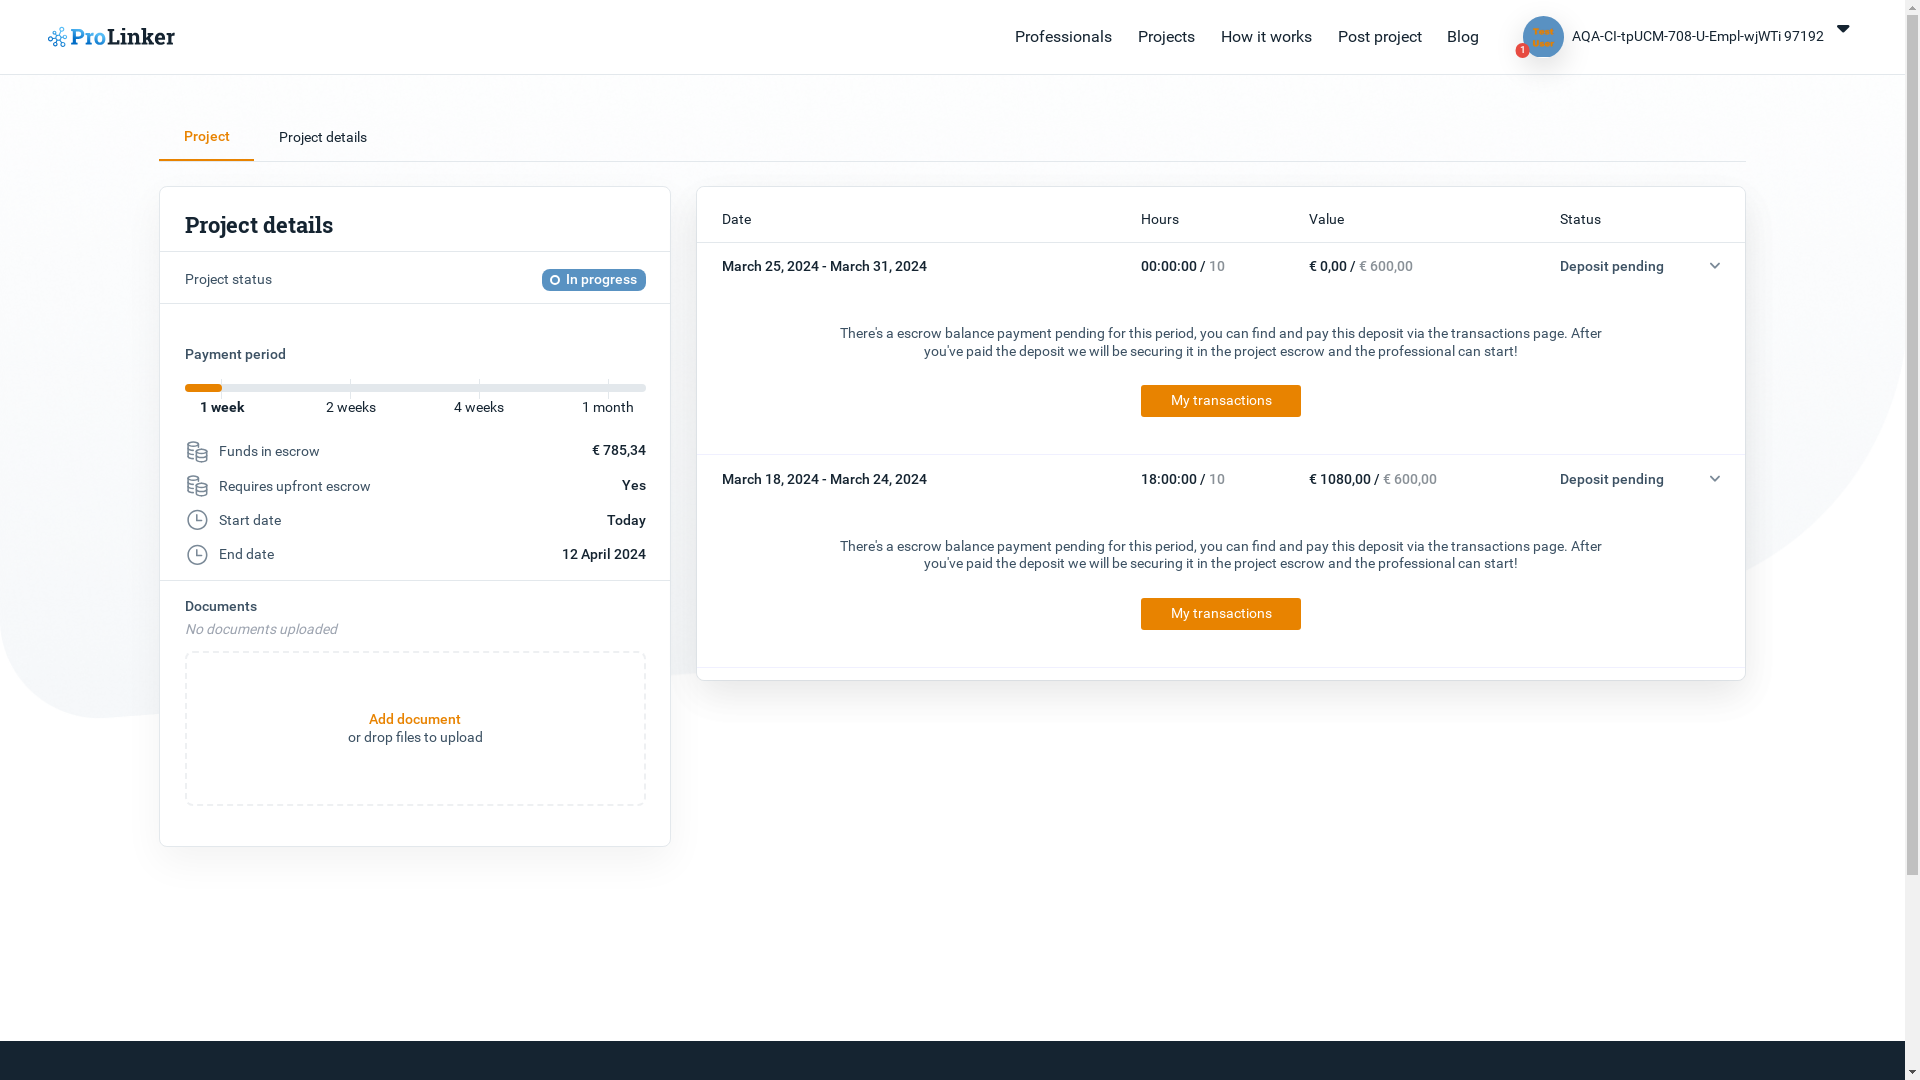 ProLinker
Professionals
Projects
How it works
Post project
Blog
Test
User
1
AQA-CI-tpUCM-708-U-Empl-wjWTi 97192
Project
Project details
Project details
Project status
In progress
Payment period
1 week
2 weeks
4 weeks
1 month
Funds in escrow
€ 785,34
Requires upfront escrow
Yes
Start date
Today
End date
12 April 2024
Documents
No documents uploaded
Add document
or drop files to upload
Date
Hours
Value
Status
March 25, 2024 - March 31, 2024
00:00:00 / 10
€ 0,00 / € 600,00
Deposit pending
There's a escrow balance payment pending for this period, you can find and pay this deposit via the transactions page. After
you've paid the deposit we will be securing it in the project escrow and the professional can start!
My transactions
March 18, 2024 - March 24, 2024
18:00:00 / 10
€ 1080,00 / € 600,00
Deposit pending
There's a escrow balance payment pending for this period, you can find and pay this deposit via the transactions page. After
you've paid the deposit we will be securing it in the project escrow and the professional can start!
My transactions